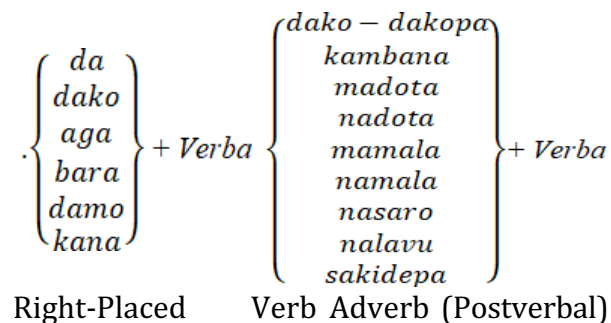 dako – dakopa
da kambana
dako madota
aga nadota
. + Verba mamala + Verba
bara namala
damo nasaro
kana nalavu
sakidepa
Right-Placed Verb Adverb (Postverbal)